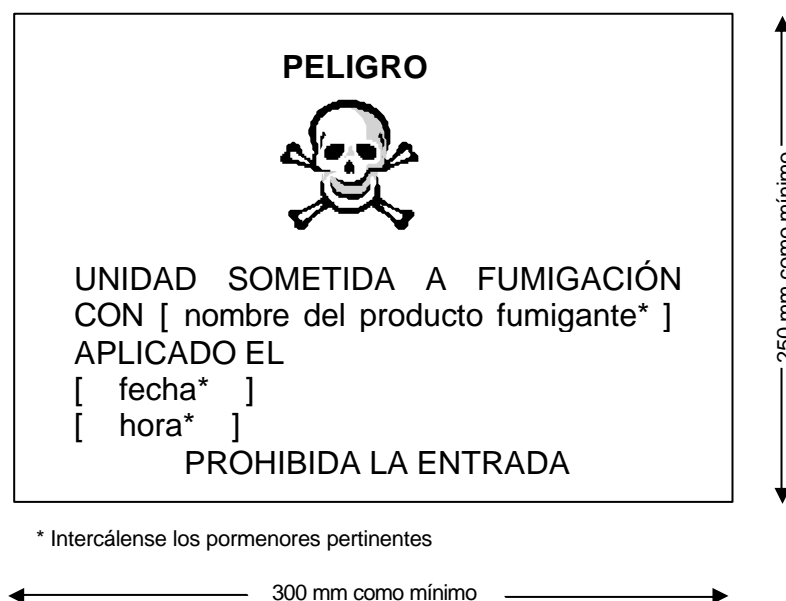 PELIGRO
UNIDAD SOMETIDA A FUMIGACIÓN
CON [ nombre del producto fumigante* ]
APLICADO EL
[ fecha* ]
[ hora* ]
PROHIBIDA LA ENTRADA
250 mm como mínimo
* Intercálense los pormenores pertinentes
300 mm como mínimo